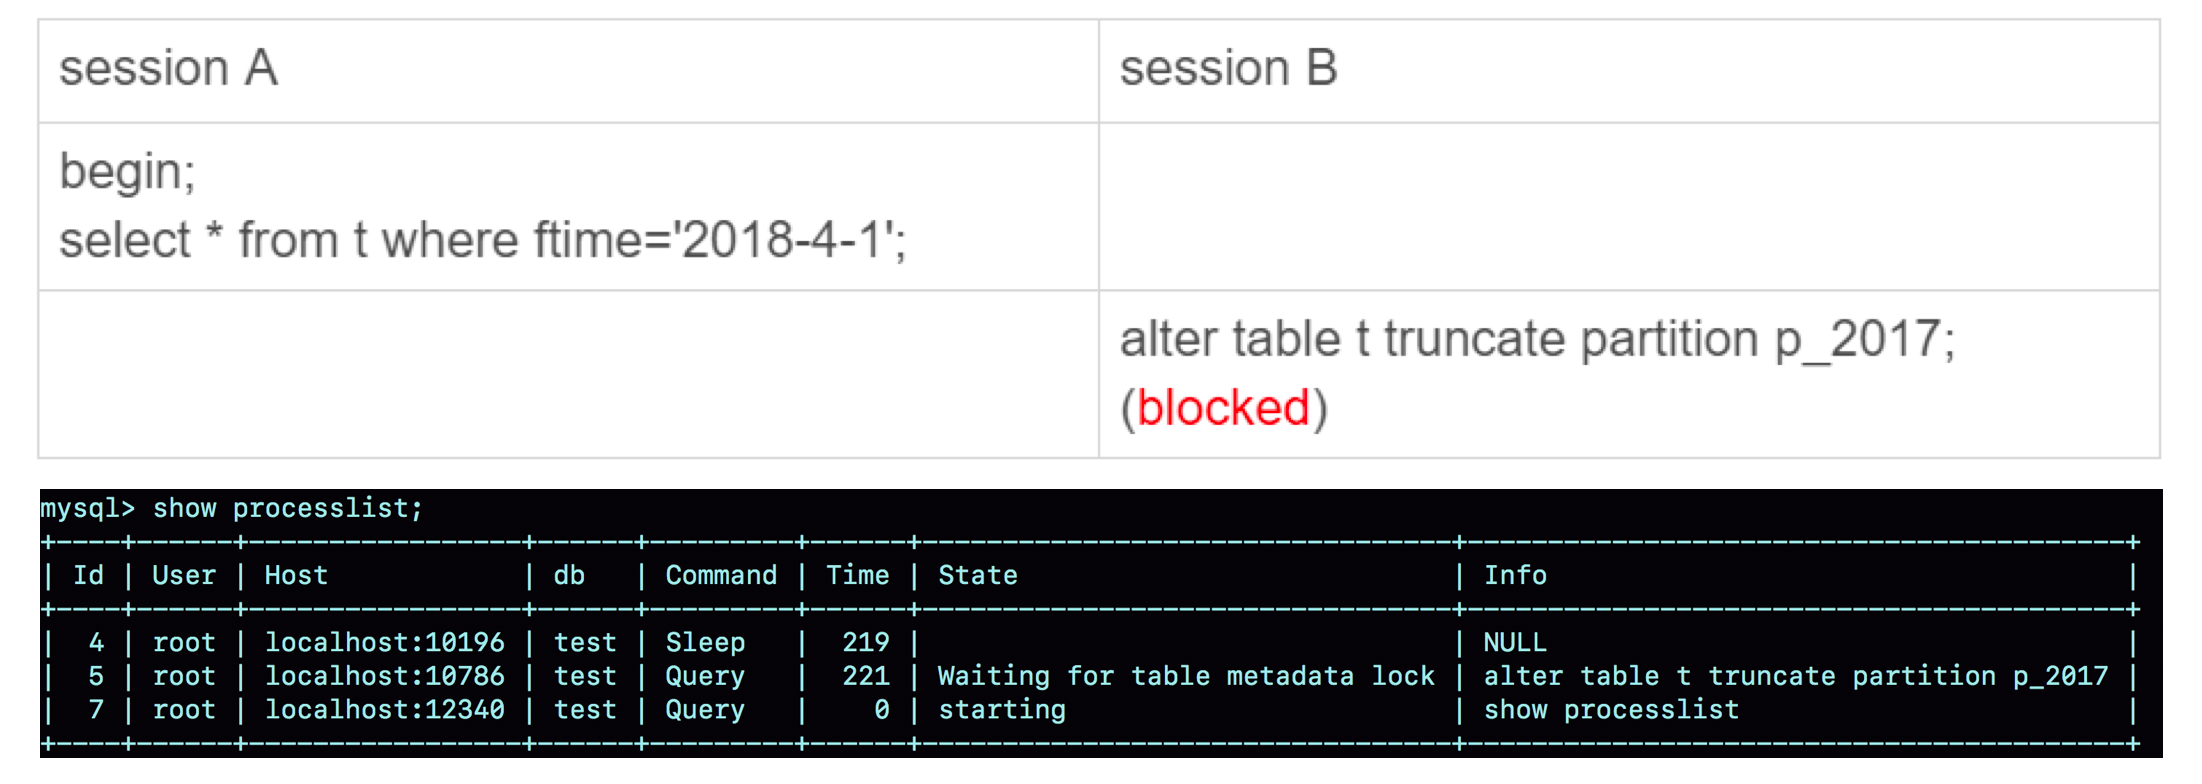 session A
session B
begin;
select * from t where ftime='2018-4-1';
alter table t truncate partition p_2017;
(blocked)
mysql> show processlist;
+----+------+-----------------+------+---------+------+--------------------------------+------------------------------------------+
| Id | User | Host            | db   | Command | Time | State                           | Info                                    |
+----+------+-----------------+------+---------+------+--------------------------------+------------------------------------------+
|  4 | root | localhost:10196 | test | Sleep   |  219 |                                 | NULL                                    |
|  5 | root | localhost:10786 | test | Query   |  221 | Waiting for table metadata lock | alter table t truncate partition p_2017 |
|  7 | root | localhost:12340 | test | Query   |    0 | starting                        | show processlist                        |
+----+------+-----------------+------+---------+------+--------------------------------+------------------------------------------+